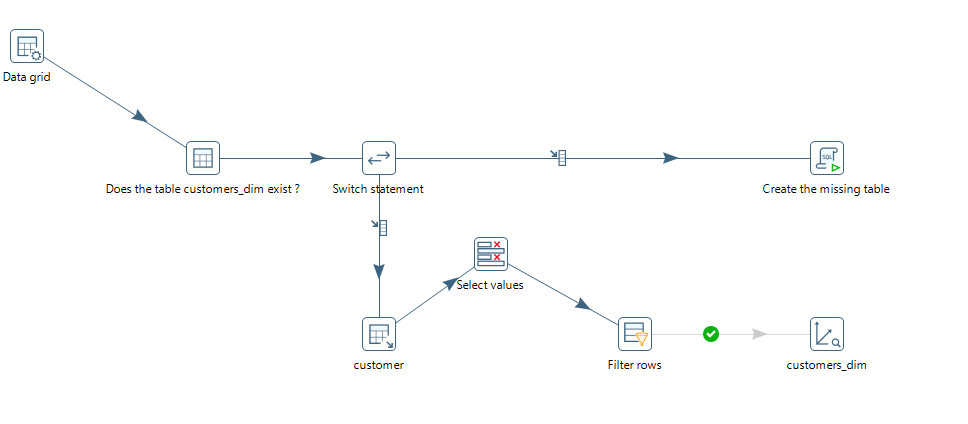 Data grid
Does the table customers_dim exist ?
Switch statement
SQL
Create the missing table
Select values
customer
Filter rows
customers_dim